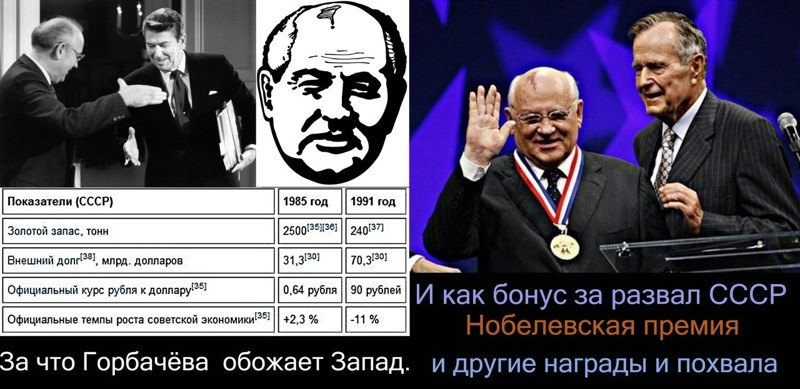 Показатели (СССР) 1985 год 1991 год
Золотой запас, тонн 2500[35][36] 240[37]
Внешний долг[38], млрд. долларов 31,3[30] 70,3[30]
Официальный курс рубля к доллару[35] 0,64 рубля 90 рублей
Официальные темпы роста советской экономики[35] +2,3 % -11 %
За что Горбачёва обожает Запад.
И как бонус за развал СССР
Нобелевская премия
и другие награды и похвала